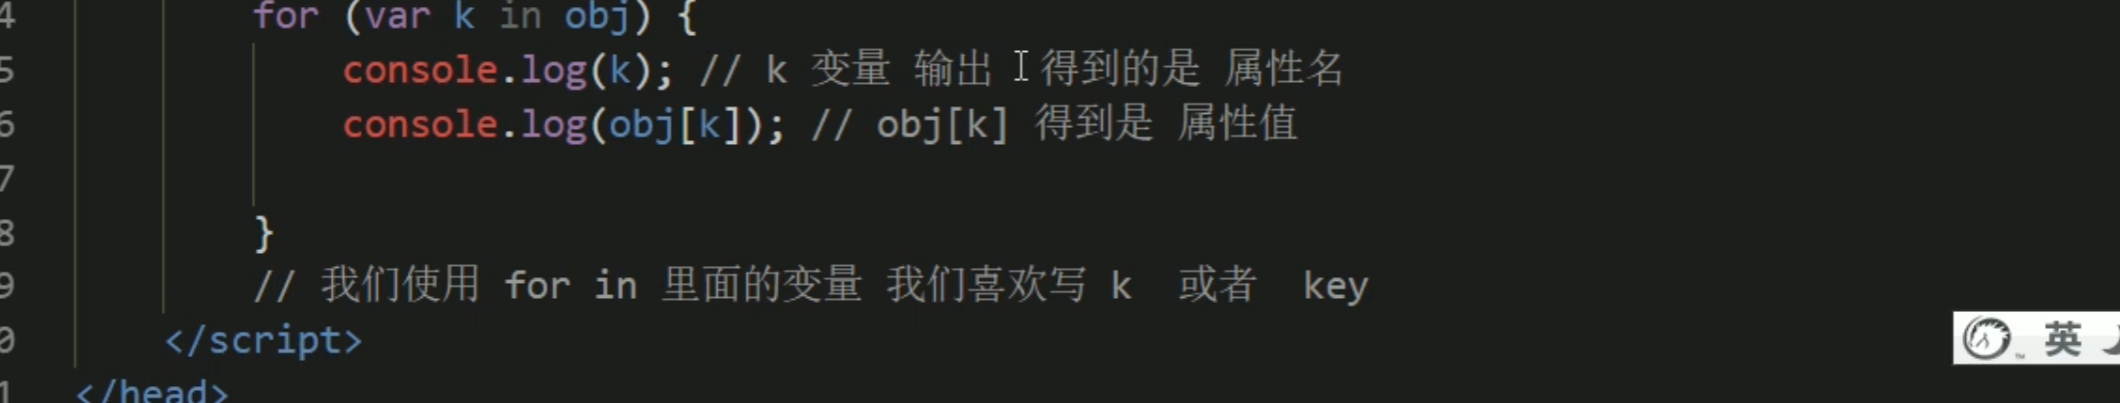 4 for (var k in obj) {
5 console.log(k); // k 变量 输出 得到的是 属性名
6 console.log(obj[k]); // obj[k] 得到是 属性值
7
8 }
9 // 我们使用 for in 里面的变量 我们喜欢写 k 或者 key
0 </script>
1 </head>
英